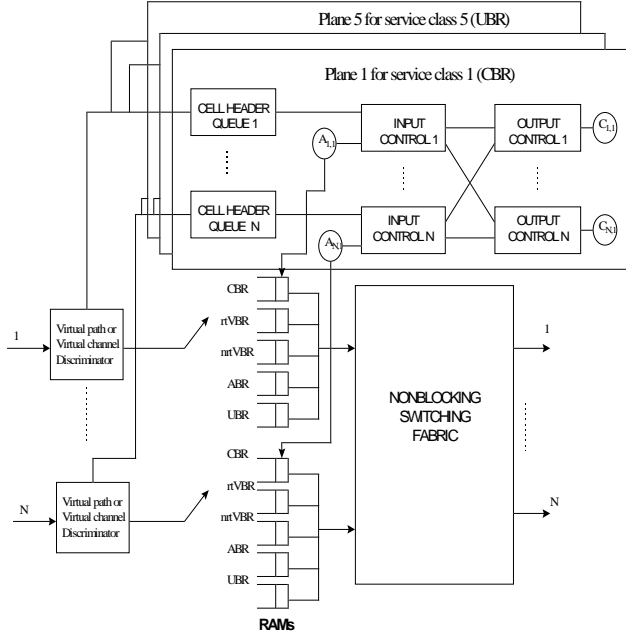 Plane 5 for service class 5 (UBR)
Plane 1 for service class 1 (CBR)
CELL HEADER
QUEUE 1
INPUT
CONTROL 1
OUTPUT
CONTROL 1
C1,1
A1,1
CELL HEADER
QUEUE N
INPUT
CONTROL N
OUTPUT
CONTROL N
CN,1
AN,1
CBR
rtVBR
nrtVBR
ABR
UBR
1
Virtual path or
Virtual channel
Discriminator
1
NONBLOCKING
SWITCHING
FABRIC
CBR
rtVBR
nrtVBR
ABR
UBR
N
Virtual path or
Virtual channel
Discriminator
N
RAMs